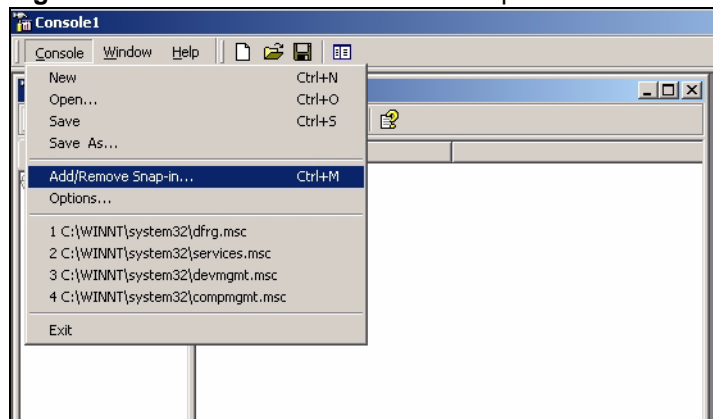 Console1
Console Window Help
New Ctrl+N
Open... Ctrl+O
Save Ctrl+S
Save As...
Add/Remove Snap-in... Ctrl+M
Options...
1 C:\WINNT\system32\dfrg.msc
2 C:\WINNT\system32\services.msc
3 C:\WINNT\system32\devmgmt.msc
4 C:\WINNT\system32\compmgmt.msc
Exit